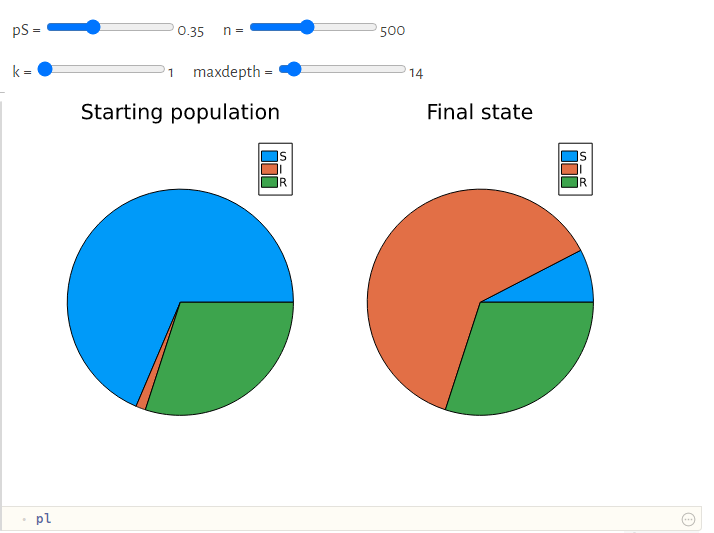 pS = 0.35 n = 500
k = 1 maxdepth = 14
Starting population
Final state
S
I
R
S
I
R
pl